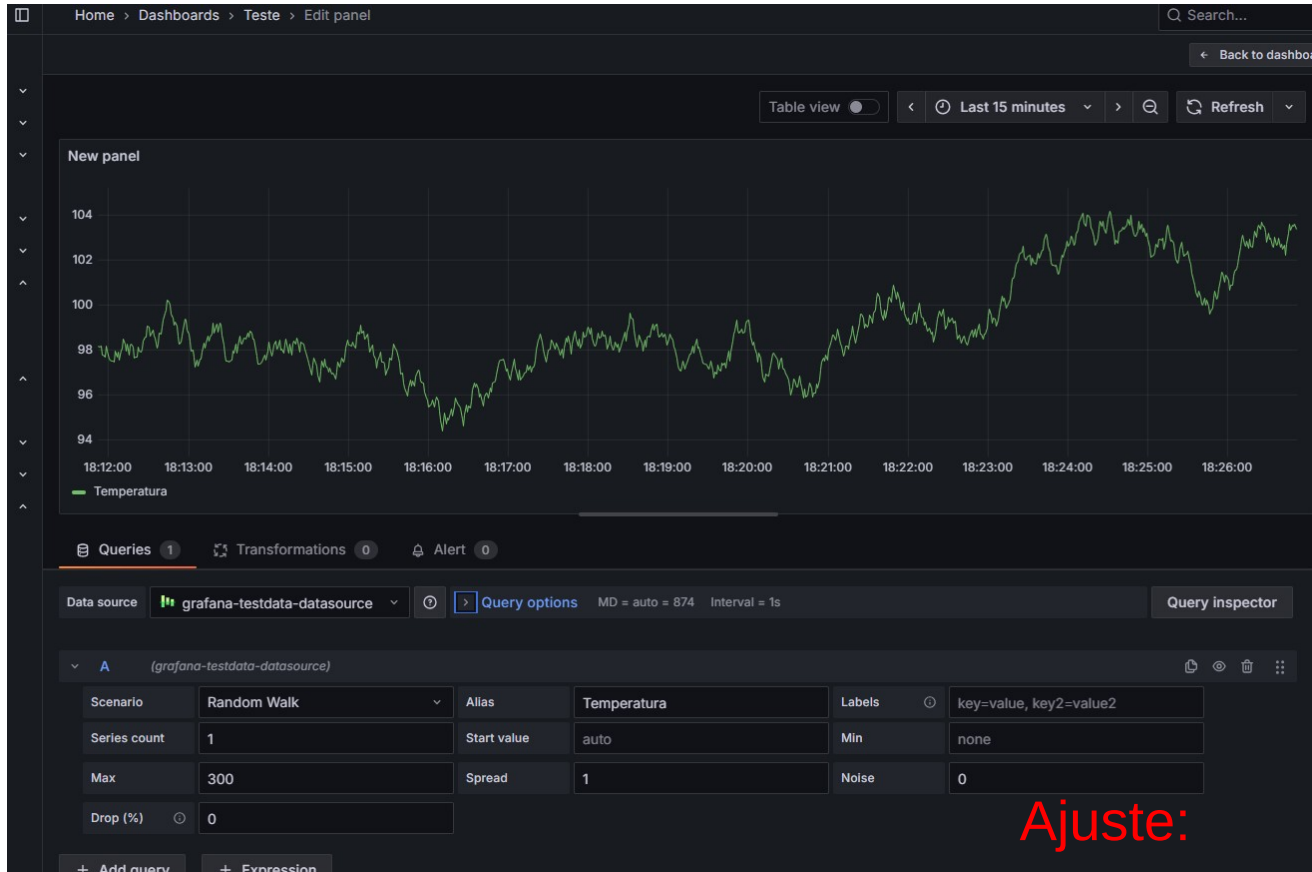 Home > Dashboards > Teste > Edit panel
Search...
Back to dashboa
Table view
Last 15 minutes
Refresh
New panel
104
102
100
98
96
94
18:12:00 18:13:00 18:14:00 18:15:00 18:16:00 18:17:00 18:18:00 18:19:00 18:20:00 18:21:00 18:22:00 18:23:00 18:24:00 18:25:00 18:26:00
Temperatura
Queries 1 Transformations 0 Alert 0
Data source grafana-testdata-datasource Query options MD = auto = 874 Interval = 1s Query inspector
A (grafana-testdata-datasource)
Scenario Random Walk Alias Temperatura Labels key=value, key2=value2
Series count 1 Start value auto Min none
Max 300 Spread 1 Noise 0
Drop (%) 0
Ajuste:
+ Add query + Expression